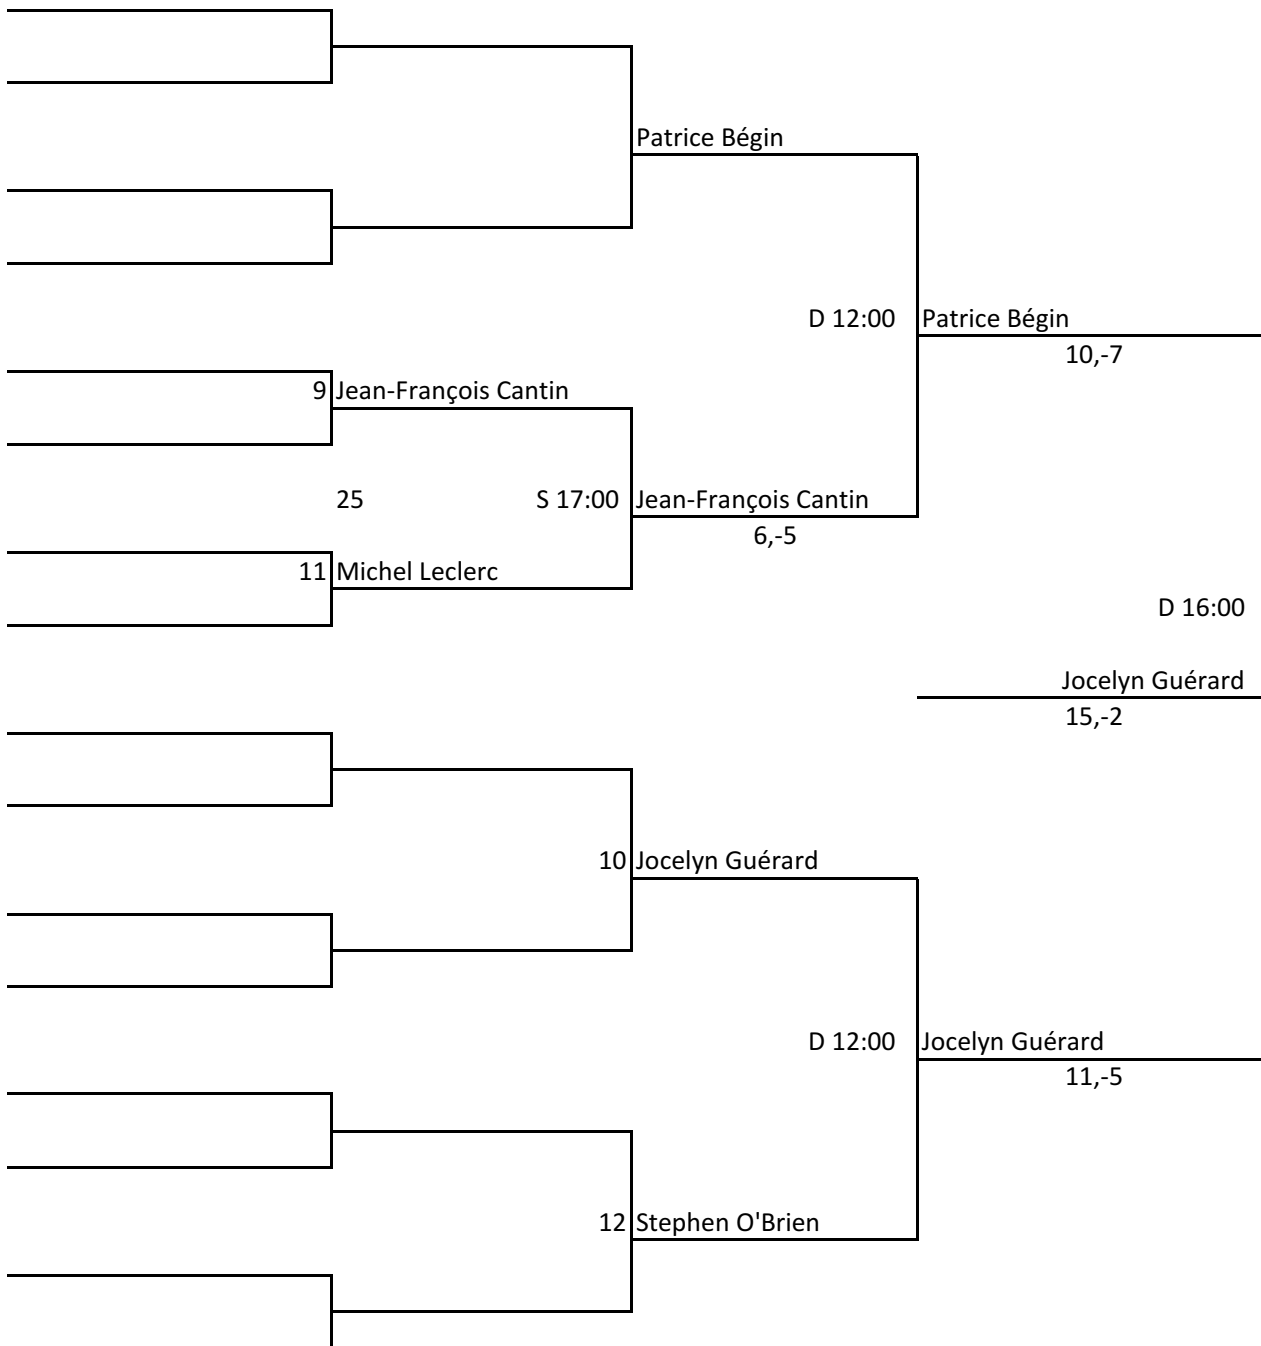 Patrice Bégin
D 12:00 Patrice Bégin
10,-7
9 Jean-François Cantin
25 S 17:00 Jean-François Cantin
6,-5
11 Michel Leclerc
D 16:00
Jocelyn Guérard
15,-2
10 Jocelyn Guérard
D 12:00 Jocelyn Guérard
11,-5
12 Stephen O'Brien